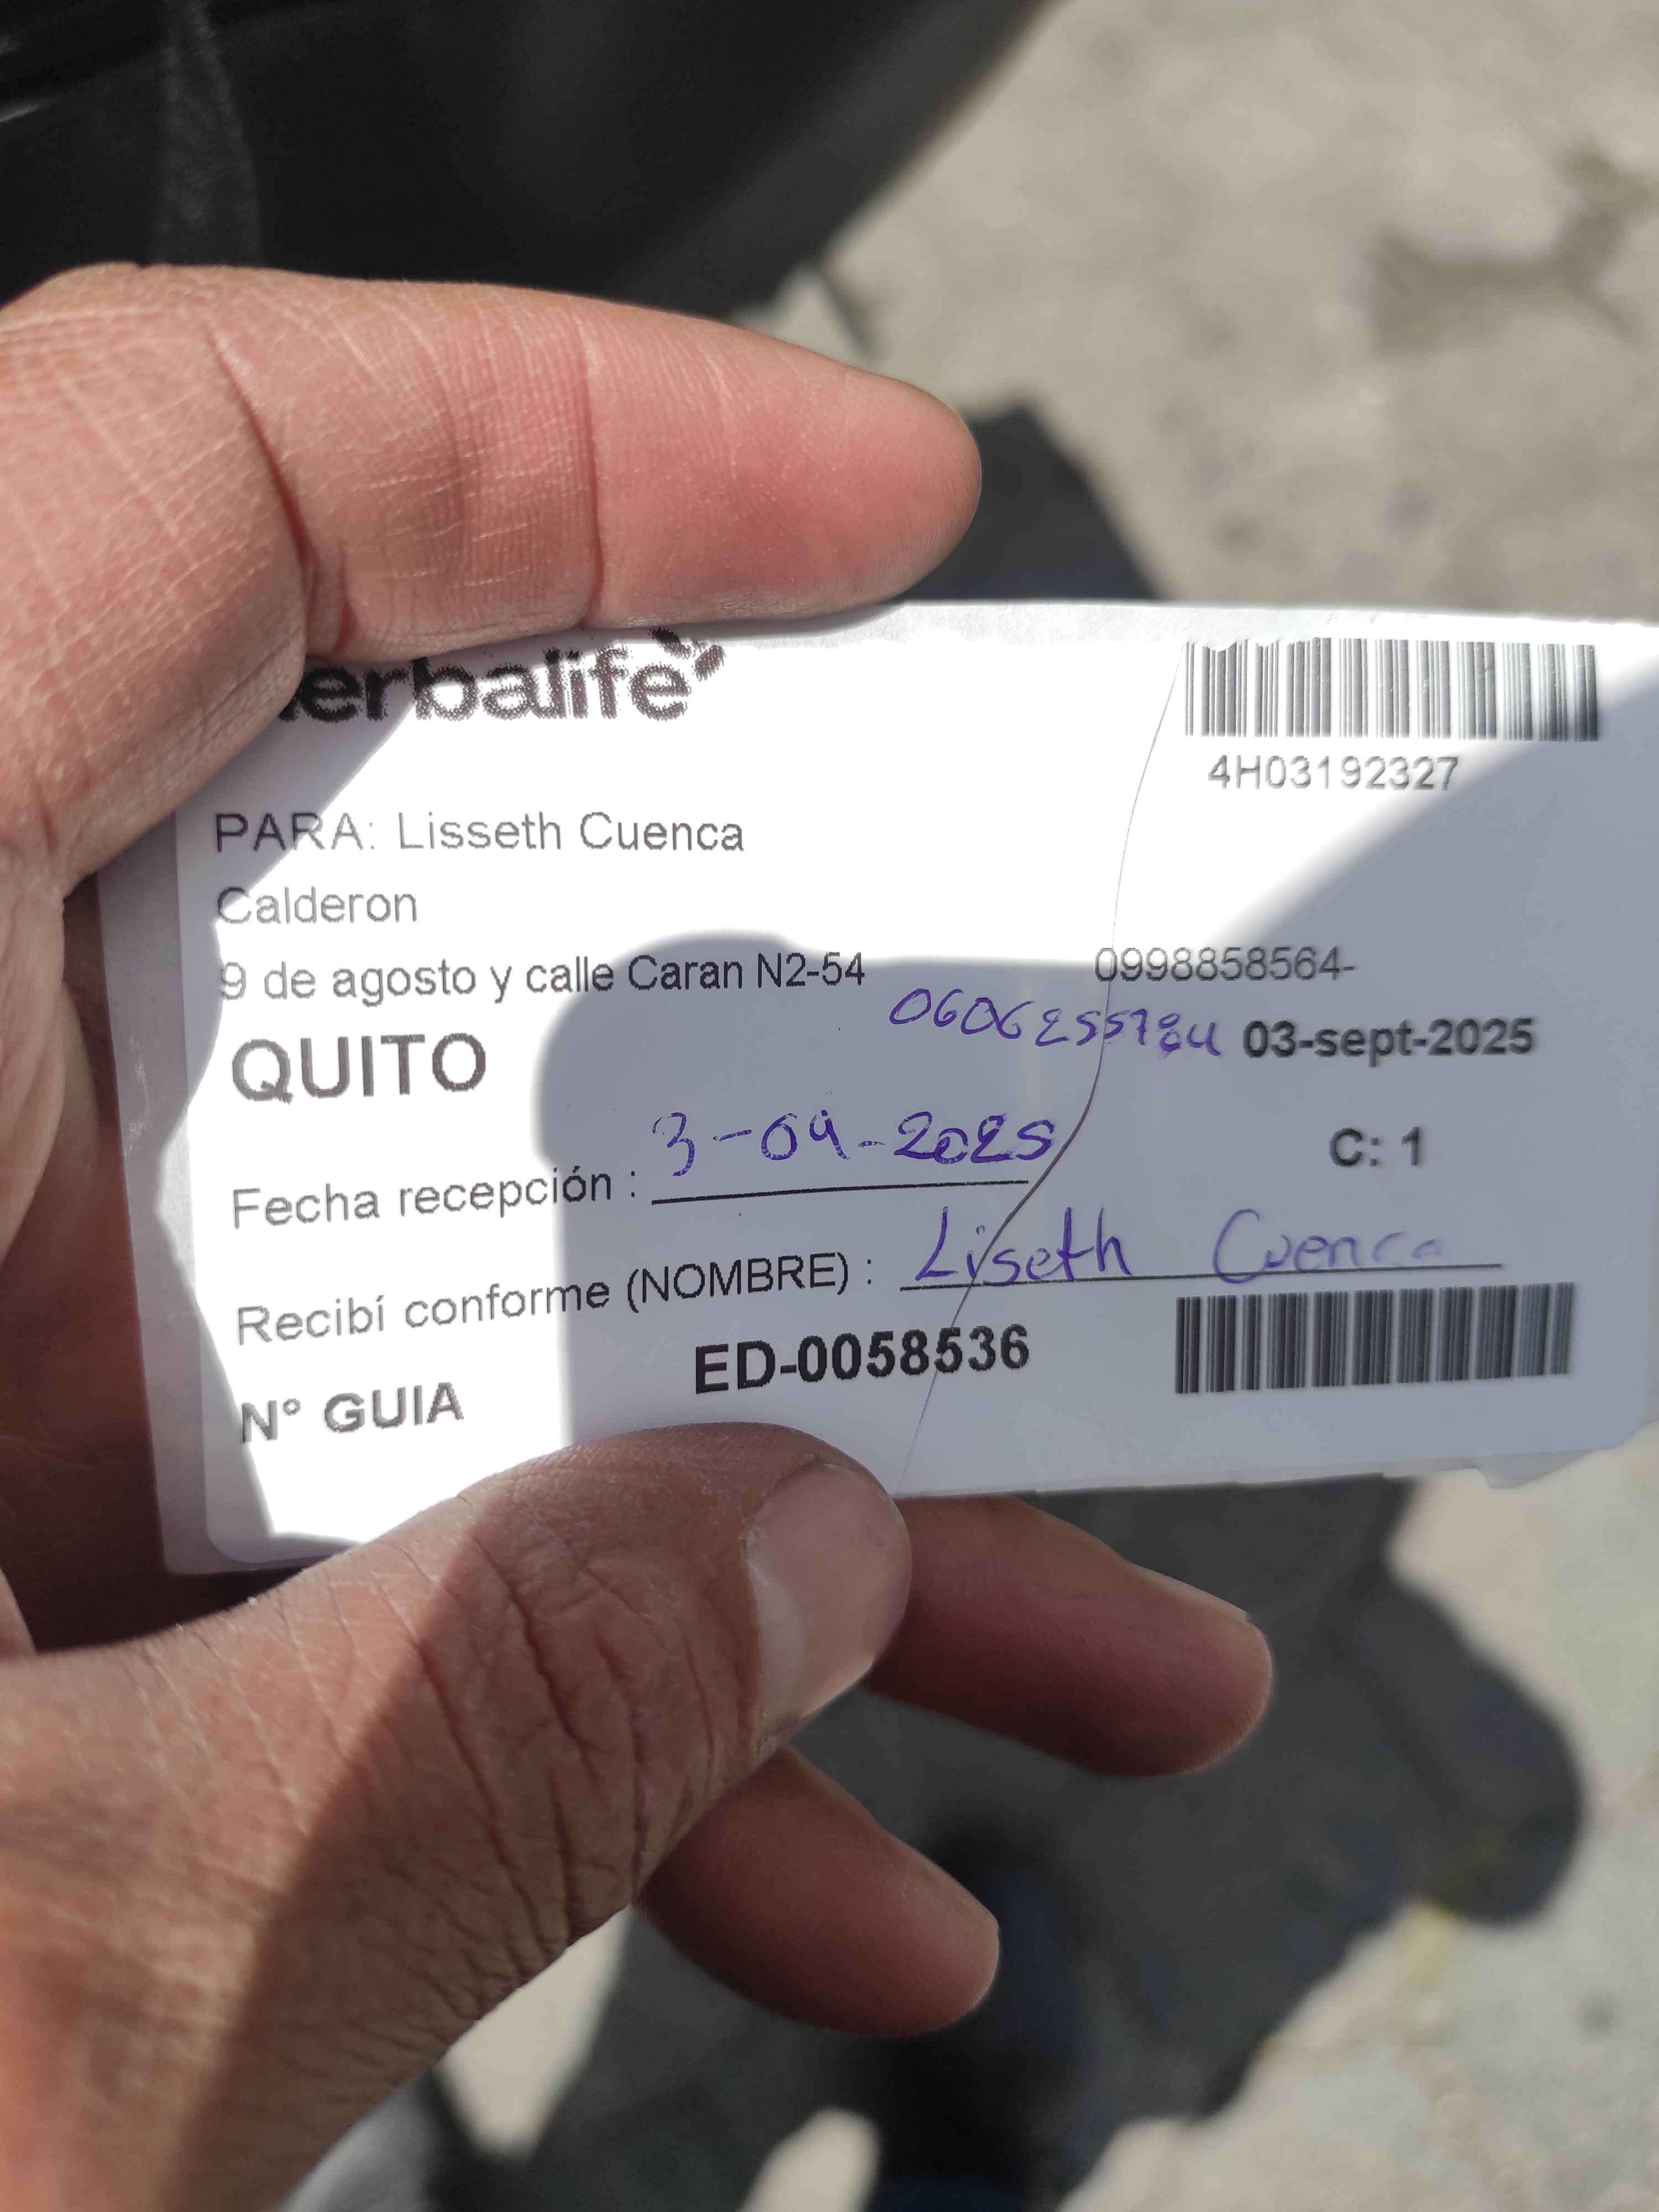 erbalife
4H03192327
PARA: Lisseth Cuenca
Calderon
9 de agosto y calle Caran N2-54 0998858564-
QUITO 0606255784 03-sept-2025
Fecha recepción : 3-09-2025 C: 1
Recibí conforme (NOMBRE) : Liseth Cuenca
N° GUIA ED-0058536